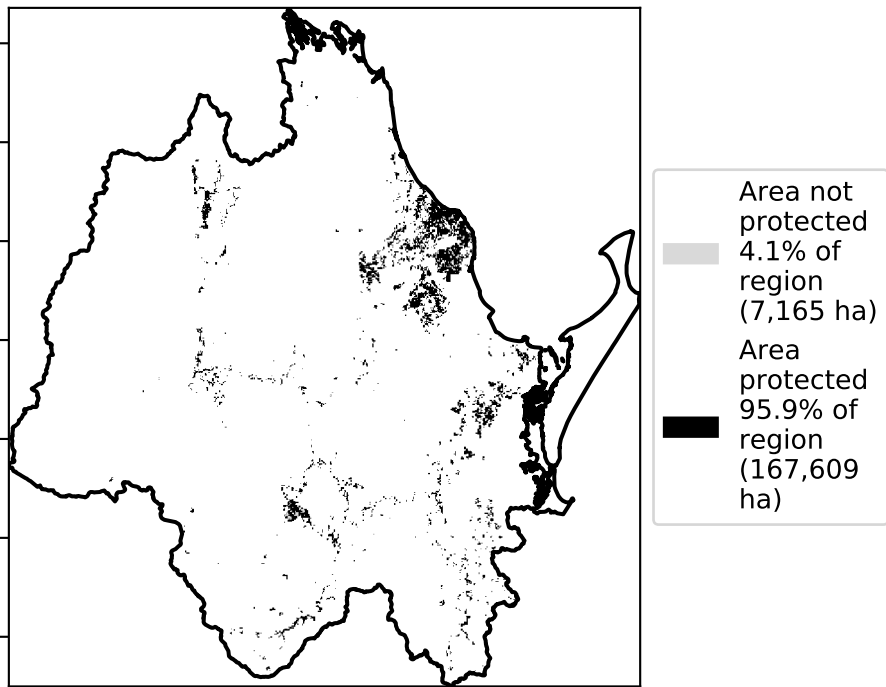 Area not
protected
4.1% of
region
(7,165 ha)
Area
protected
95.9% of
region
(167,609
ha)